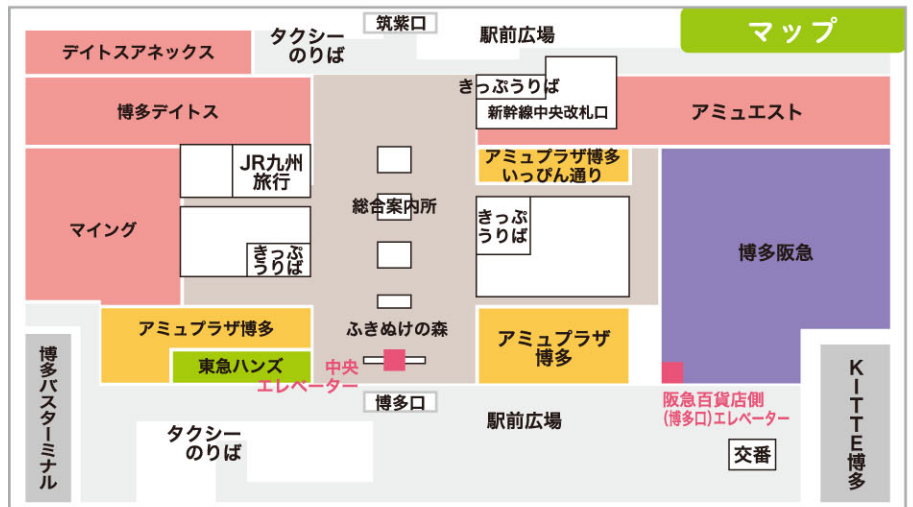 マップ
筑紫口
タクシー
のりば
駅前広場
デイトスアネックス
きっぷうりば
博多デイトス
新幹線中央改札口
アミュエスト
JR九州
旅行
アミュプラザ博多
いっぴん通り
総合案内所
きっぷ
うりば
マイング
きっぷ
うりば
博多阪急
アミュプラザ博多
ふきぬけの森
アミュプラザ
博多
東急ハンズ
中央
エレベーター
博多バスターミナル
KITTE博多
博多口
阪急百貨店側
(博多口)エレベーター
駅前広場
タクシー
のりば
交番